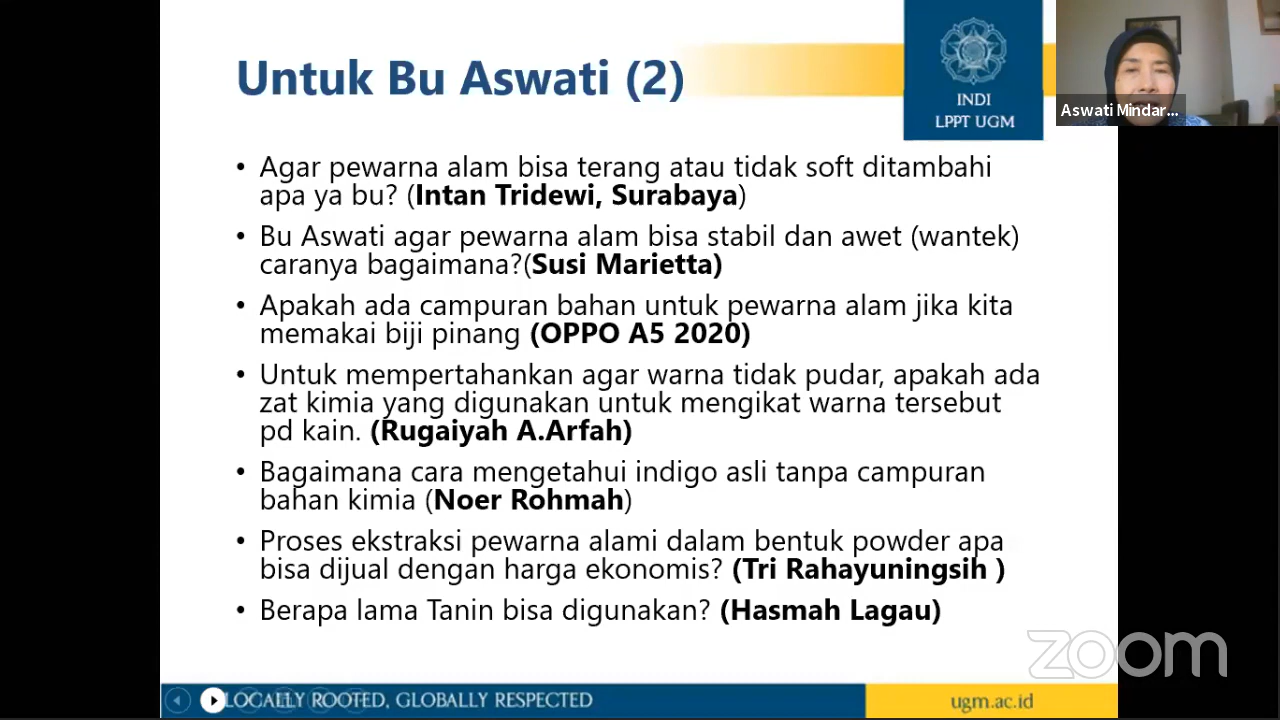 Untuk Bu Aswati (2)
INDI
LPPT UGM
Aswati Mindar...
• Agar pewarna alam bisa terang atau tidak soft ditambahi
apa ya bu? (Intan Tridewi, Surabaya)
• Bu Aswati agar pewarna alam bisa stabil dan awet (wantek)
caranya bagaimana?(Susi Marietta)
• Apakah ada campuran bahan untuk pewarna alam jika kita
memakai biji pinang (OPPO A5 2020)
• Untuk mempertahankan agar warna tidak pudar, apakah ada
zat kimia yang digunakan untuk mengikat warna tersebut
pd kain. (Rugaiyah A.Arfah)
• Bagaimana cara mengetahui indigo asli tanpa campuran
bahan kimia (Noer Rohmah)
• Proses ekstraksi pewarna alami dalam bentuk powder apa
bisa dijual dengan harga ekonomis? (Tri Rahayuningsih )
• Berapa lama Tanin bisa digunakan? (Hasmah Lagau)
zoom
LOCALLY ROOTED, GLOBALLY RESPECTED
ugm.ac.id